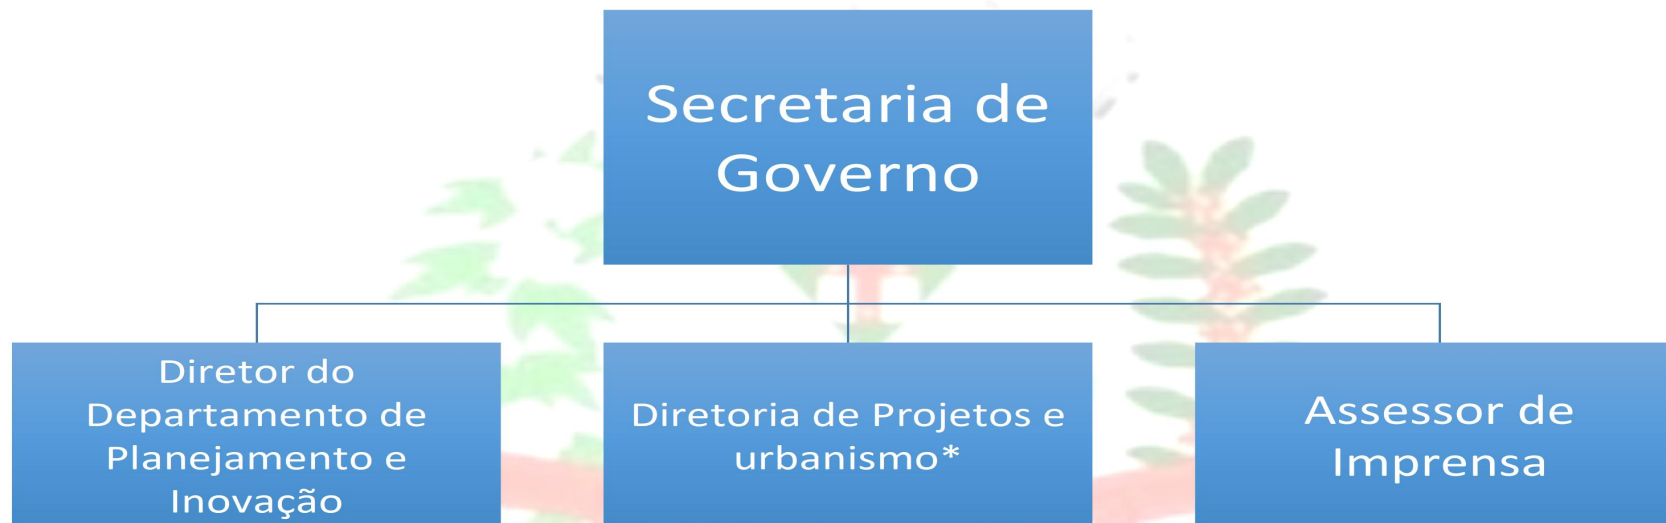 Secretaria de
Governo
Diretor do
Departamento de
Planejamento e
Inovação
Diretoria de Projetos e
urbanismo*
Assessor de
Imprensa